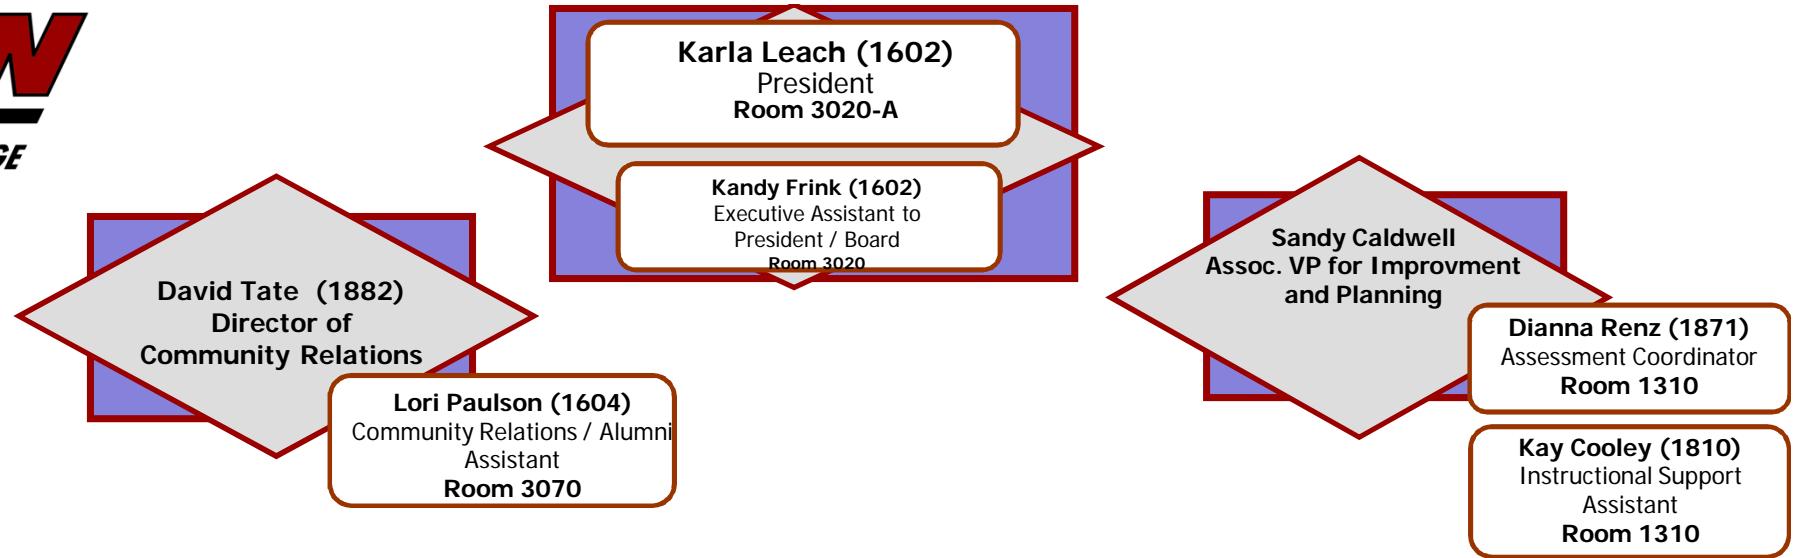 W
GE
Karla Leach (1602)
President
Room 3020-A
Kandy Frink (1602)
Executive Assistant to
President / Board
Room 3020
David Tate (1882)
Director of
Community Relations
Lori Paulson (1604)
Community Relations / Alumni
Assistant
Room 3070
Sandy Caldwell
Assoc. VP for Improvment
and Planning
Dianna Renz (1871)
Assessment Coordinator
Room 1310
Kay Cooley (1810)
Instructional Support
Assistant
Room 1310